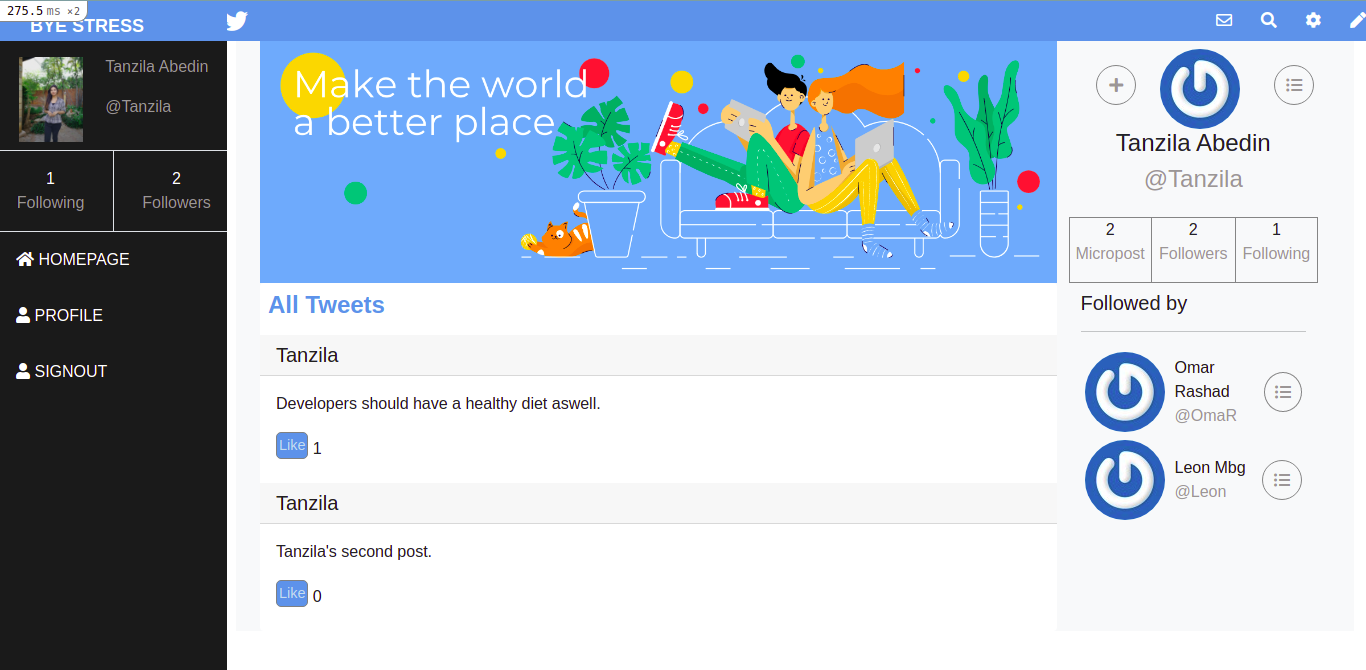 275.5 ms ×2
BYE STRESS
Tanzila Abedin
@Tanzila
1
Following
2
Followers
HOMEPAGE
PROFILE
SIGNOUT
Make the world
a better place
All Tweets
Tanzila
Developers should have a healthy diet aswell.
Like 1
Tanzila
Tanzila's second post.
Like 0
Tanzila Abedin
@Tanzila
2
Micropost
2
Followers
1
Following
Followed by
Omar
Rashad
@OmaR
Leon Mbg
@Leon